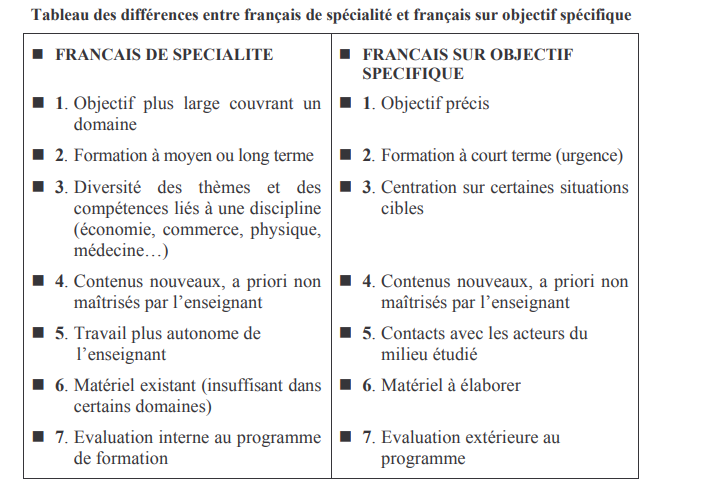 Tableau des différences entre français de spécialité et français sur objectif spécifique
■ FRANCAIS DE SPECIALITE
■ 1. Objectif plus large couvrant un
domaine
■ 2. Formation à moyen ou long terme
■ 3. Diversité des thèmes et des
compétences liés à une discipline
(économie, commerce, physique,
médecine…)
■ 4. Contenus nouveaux, a priori non
maîtrisés par l’enseignant
■ 5. Travail plus autonome de
l’enseignant
■ 6. Matériel existant (insuffisant dans
certains domaines)
■ 7. Evaluation interne au programme
de formation
■ FRANCAIS SUR OBJECTIF
SPECIFIQUE
■ 1. Objectif précis
■ 2. Formation à court terme (urgence)
■ 3. Centration sur certaines situations
cibles
■ 4. Contenus nouveaux, a priori non
maîtrisés par l’enseignant
■ 5. Contacts avec les acteurs du
milieu étudié
■ 6. Matériel à élaborer
■ 7. Evaluation extérieure au
programme